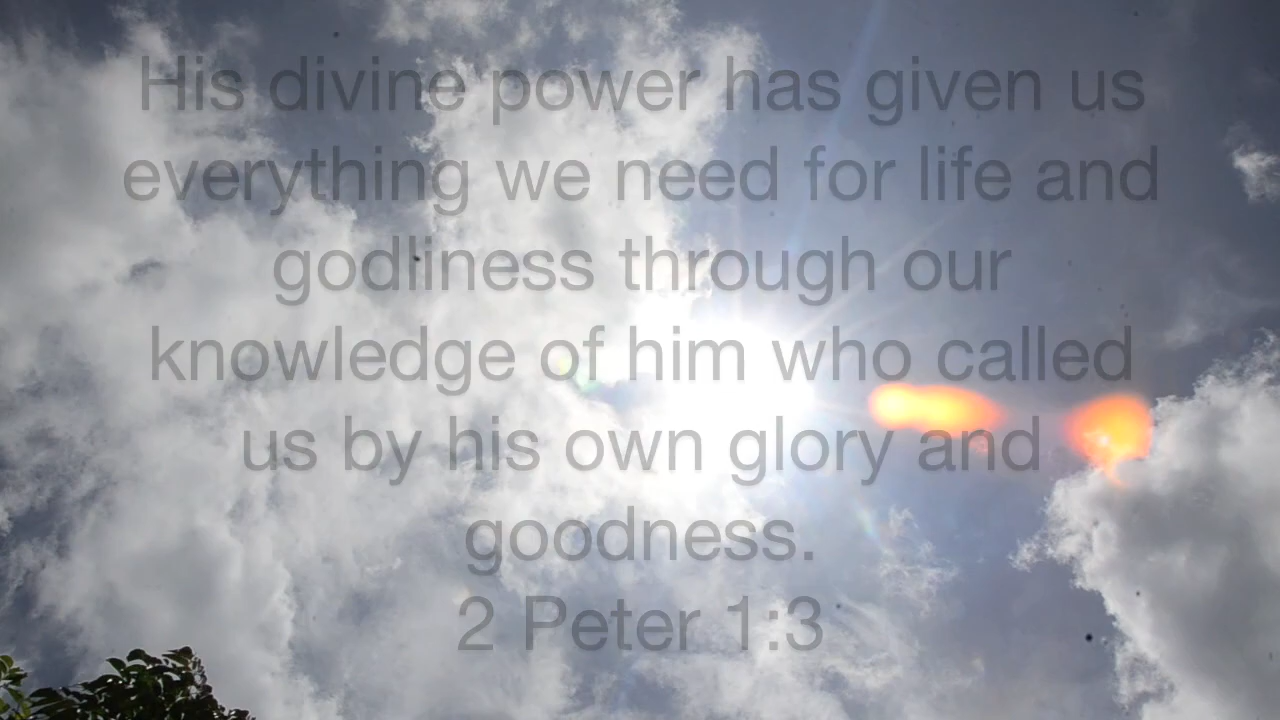 His divine power has given us
everything we need for life and
godliness through our
knowledge of him who called
us by his own glory and
goodness.
2 Peter 1:3